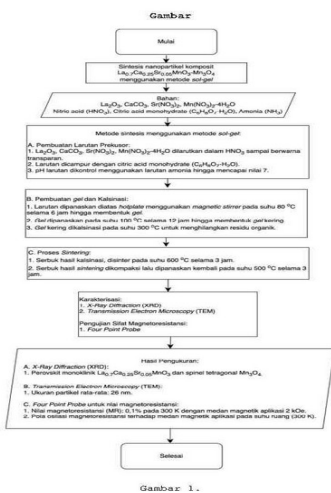 Gambar
Mulai
Sintesis nanopartikel komposit
La0.7Ca0.25Sr0.05MnO3-Mn3O4
menggunakan metode sol-gel
Bahan:
La2O3, CaCO3, Sr(NO3)2, Mn(NO3)2-4H2O
Nitric acid (HNO3), Citric acid monohydrate (C6H8O7-H2O), Amonia (NH3)
Metode sintesis menggunakan metode sol-gel:
A. Pembuatan Larutan Prekusor:
1. La2O3, CaCO3, Sr(NO3)2, Mn(NO3)2-4H2O dilarutkan dalam HNO3 sampai berwarna
transparan.
2. Larutan dicampur dengan citric acid monohydrate (C6H8O7-H2O).
3. pH larutan dikontrol menggunakan larutan amonia hingga mencapai nilai 7.
B. Pembuatan gel dan Kalsinasi:
1. Larutan dipanaskan diatas hotplate menggunakan magnetic stirrer pada suhu 80 °C
selama 6 jam hingga membentuk gel.
2. Gel dipanaskan pada suhu 100 °C selama 12 jam hingga membentuk gel kering.
3. Gel kering dikalsinasi pada suhu 300 °C untuk menghilangkan residu organik.
C. Proses Sintering:
1. Serbuk hasil kalsinasi, disinter pada suhu 600 °C selama 3 jam.
2. Serbuk hasil sintering dikompaksi lalu dipanaskan kembali pada suhu 500 °C selama 3
jam.
Karakterisasi:
1. X-Ray Diffraction (XRD)
2. Transmission Electron Microscopy (TEM)
Pengujian Sifat Magnetoresistansi:
1. Four Point Probe
Hasil Pengukuran:
A. X-Ray Diffraction (XRD):
1. Perovskit monoklinik La0.7Ca0.25Sr0.05MnO3 dan spinel tetragonal Mn3O4
B. Transmission Electron Microscopy (TEM):
1. Ukuran partikel rata-rata: 26 nm.
C. Four Point Probe untuk nilai magnetoresistansi:
1. Nilai magnetoresistansi (MR): 0,1% pada 300 K dengan medan magnetik aplikasi 2 kOe.
2. Pola osilasi magnetoresistansi terhadap medan magnetik aplikasi pada suhu ruang (300 K).
Selesai
Gambar 1.